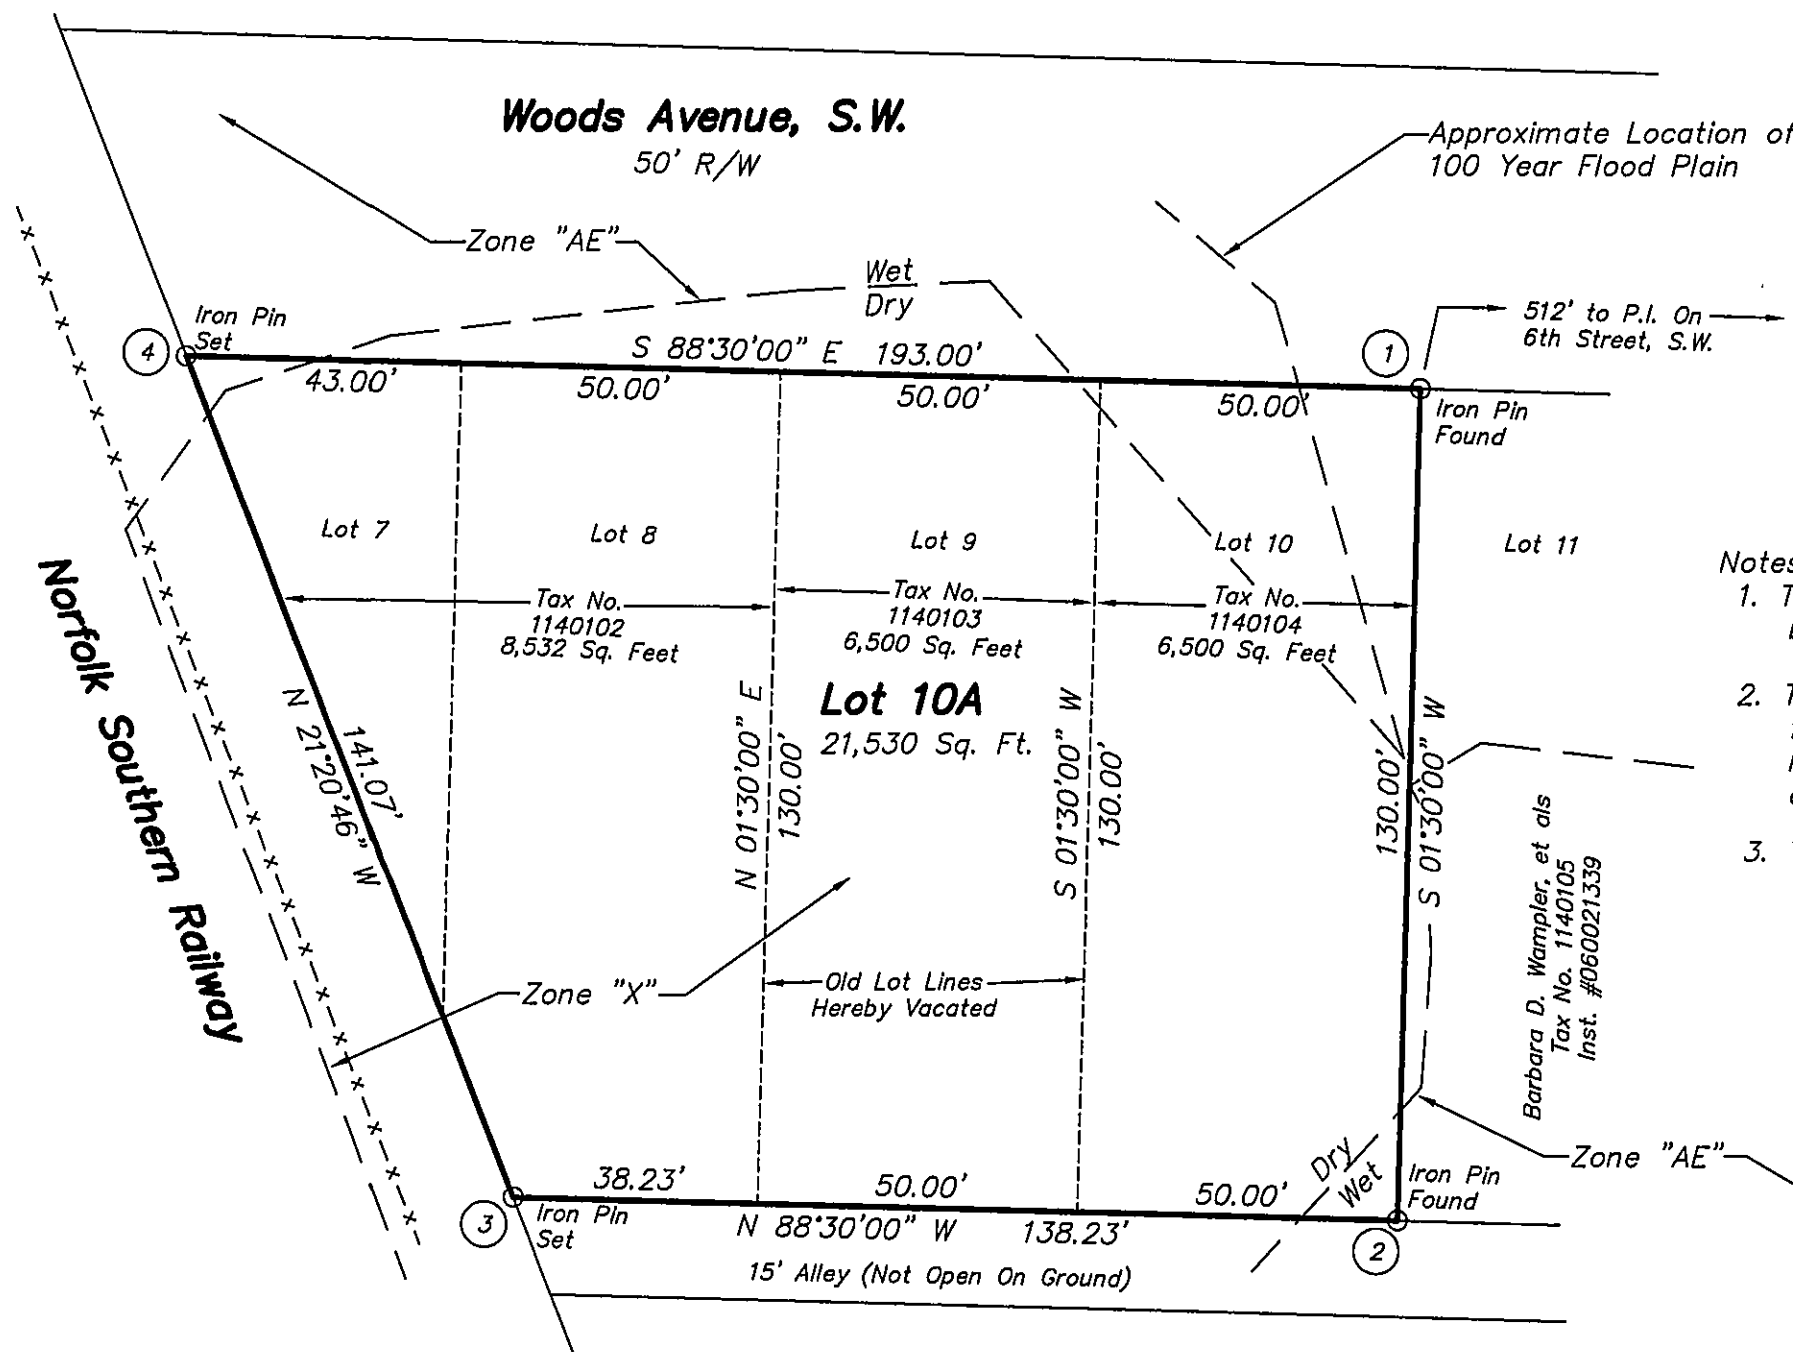 Woods Avenue, S.W.
50' R/W
Approximate Location of
100 Year Flood Plain
Zone "AE"
Wet
Dry
512' to P.I. On
6th Street, S.W.
Iron Pin
Set
4
S 88°30'00" E 193.00'
1
43.00'
50.00'
50.00'
50.00'
Iron Pin
Found
Lot 7
Lot 8
Lot 9
Lot 10
Lot 11
Notes
1. T
2. T
3.
Tax No.
1140102
8,532 Sq. Feet
Tax No.
1140103
6,500 Sq. Feet
Tax No.
1140104
6,500 Sq. Feet
Lot 10A
21,530 Sq. Ft.
Norfolk Southern Railway
N 21°20'46" W
141.07'
N 01°30'00" E
130.00'
S 01°30'00" W
130.00'
130.00'
S 01°30'00" W
Barbara D. Wampler, et als
Tax No. 1140105
Inst. #060021339
Zone "X"
Old Lot Lines
Hereby Vacated
Zone "AE"
Dry
Wet
Iron Pin
Found
38.23'
50.00'
50.00'
3
Iron Pin
Set
N 88°30'00" W 138.23'
2
15' Alley (Not Open On Ground)